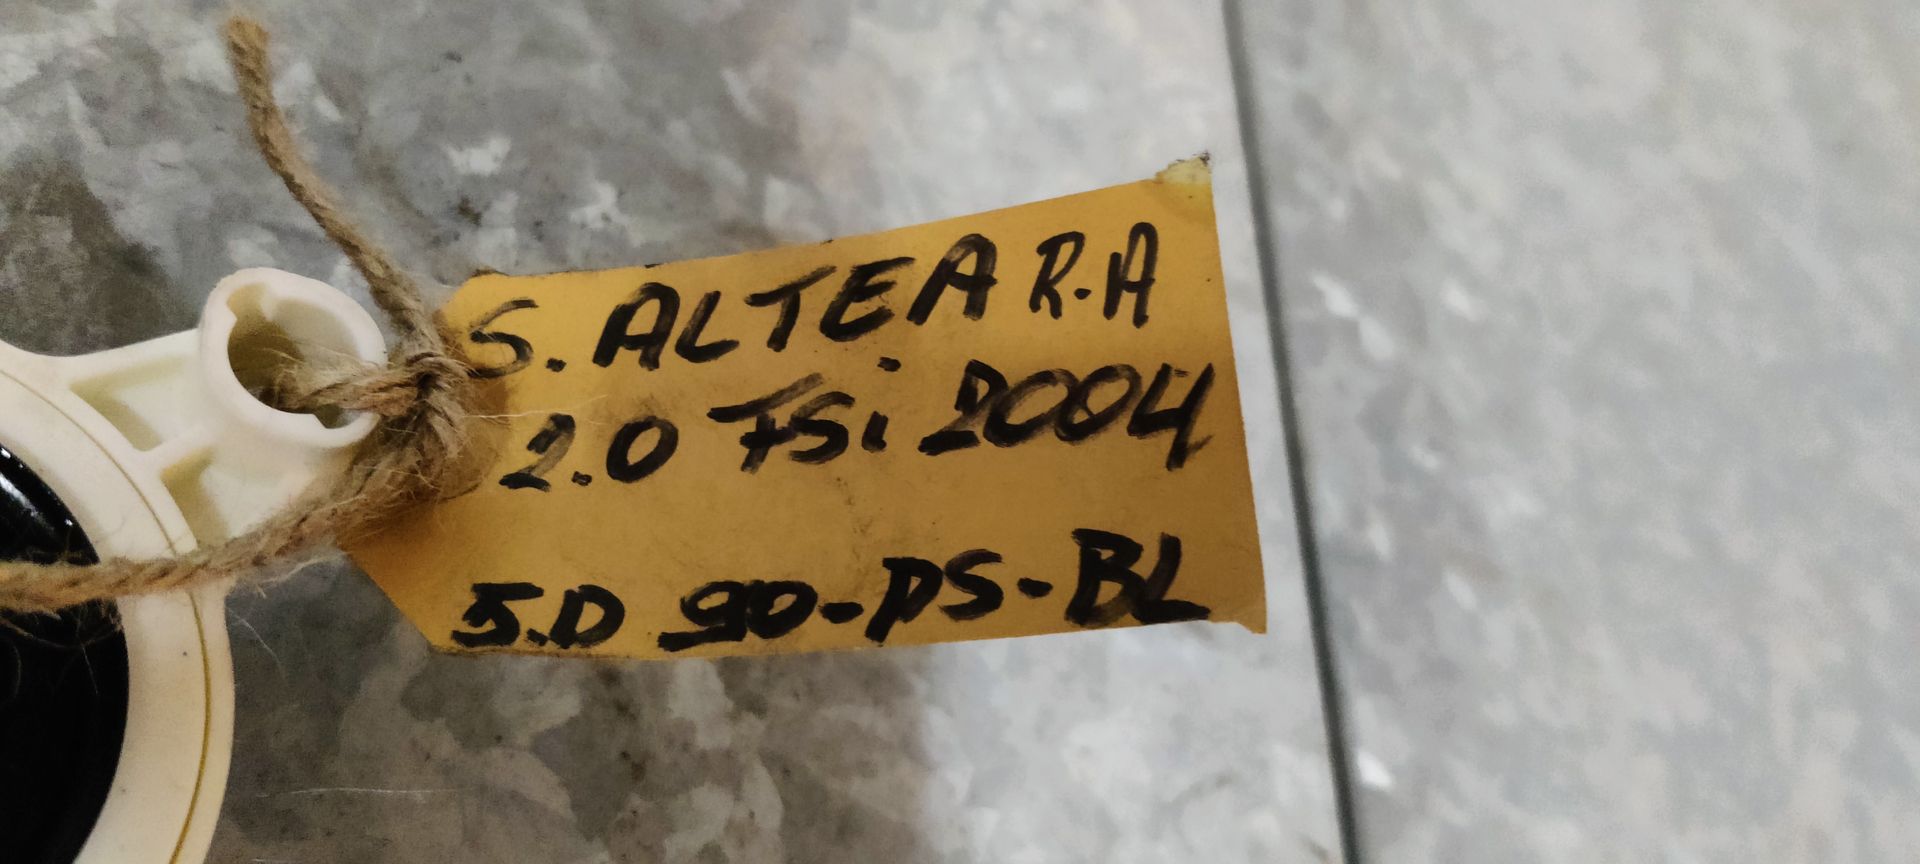 S. ALTEA R.A
2.0 FSi 2004
5.D 90-PS-BL